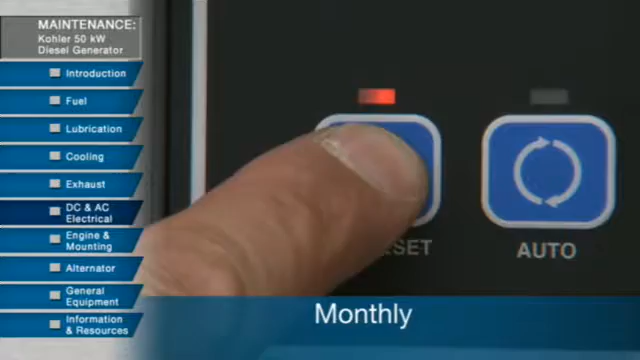 MAINTENANCE:
Kohler 50 kW
Diesel Generator
Introduction
Fuel
Lubrication
Cooling
Exhaust
DC & AC
Electrical
Engine &
Mounting
Alternator
General
Equipment
Information
& Resources
AUTO
Monthly